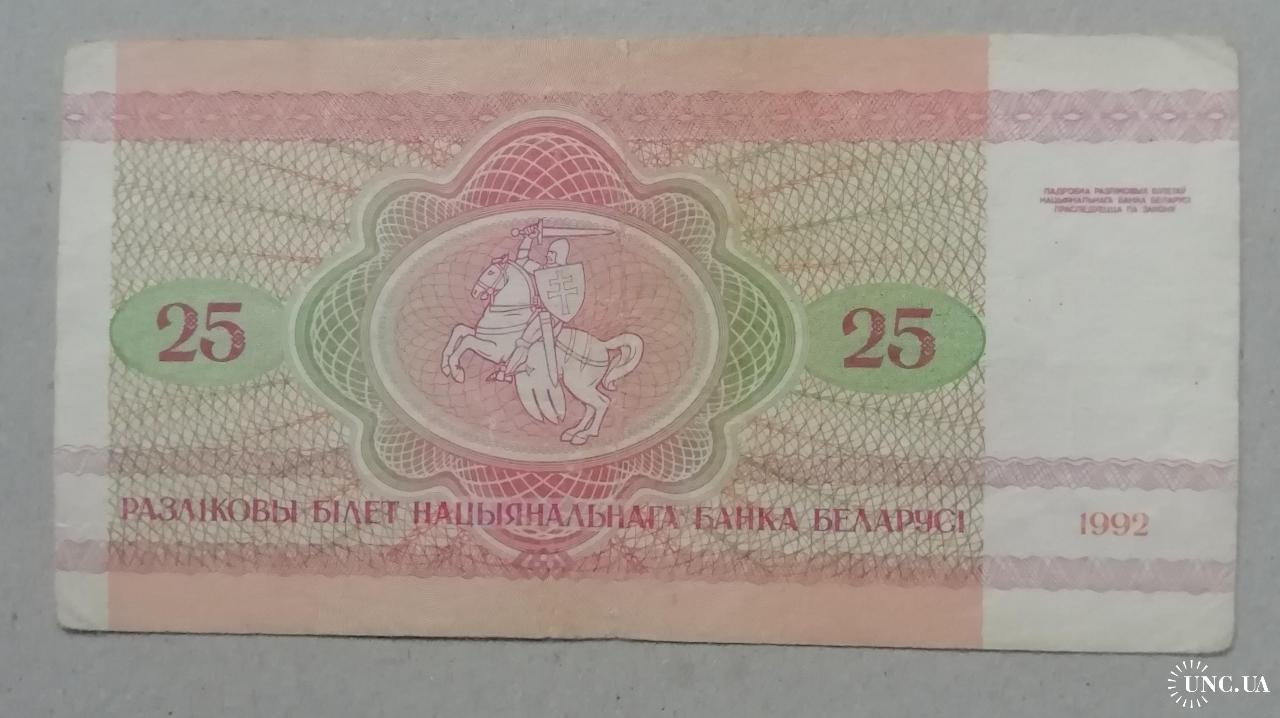 ПАДРОБКА РАЗЛІКОВЫХ БІЛЕТАЎ
НАЦЫЯНАЛЬНАГА БАНКА БЕЛАРУСІ
ПРАСЛЕДУЕЦЦА ПА ЗАКОНУ
25
25
РАЗЛІКОВЫ БІЛЕТ НАЦЫЯНАЛЬНАГА БАНКА БЕЛАРУСІ
1992
UNC.UA